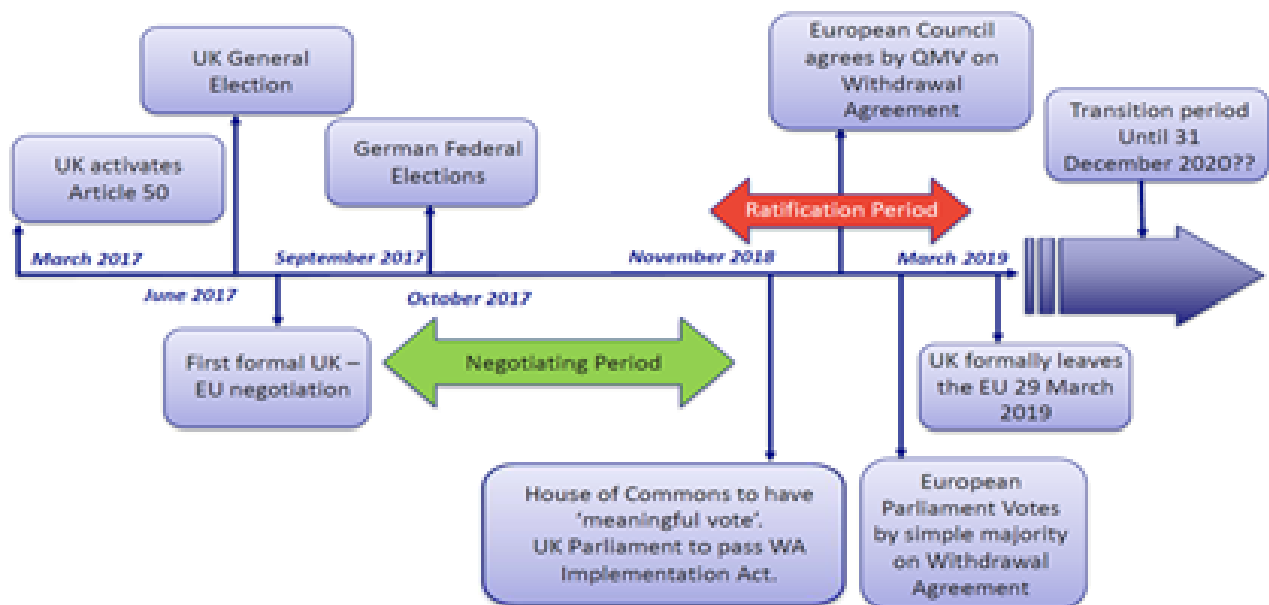 UK General
Election
European Council
agrees by QMV on
Withdrawal
Agreement
Transition period
Until 31
December 2020??
UK activates
Article 50
German Federal
Elections
Ratification Period
March 2017
September 2017
November 2018
March 2019
June 2017
October 2017
First formal UK –
EU negotiation
Negotiating Period
UK formally leaves
the EU 29 March
2019
House of Commons to have
‘meaningful vote’.
UK Parliament to pass WA
Implementation Act.
European
Parliament Votes
by simple majority
on Withdrawal
Agreement